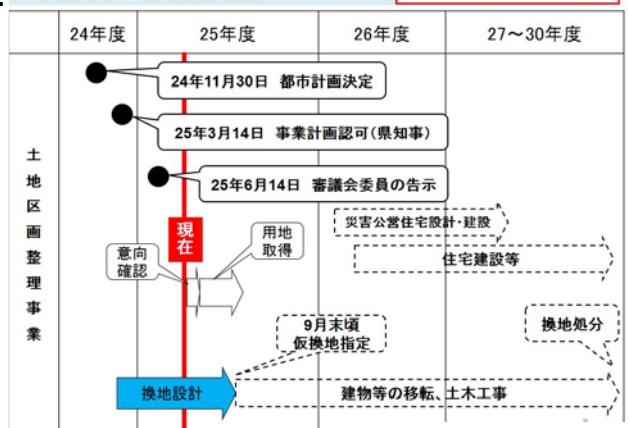 24年度
25年度
26年度
27～30年度
24年11月30日 都市計画決定
25年3月14日 事業計画認可(県知事)
25年6月14日 審議会委員の告示
土地区画整理事業
現在
意向
確認
用地
取得
災害公営住宅設計・建設
住宅建設等
9月末頃
仮換地指定
換地処分
換地設計
建物等の移転、土木工事